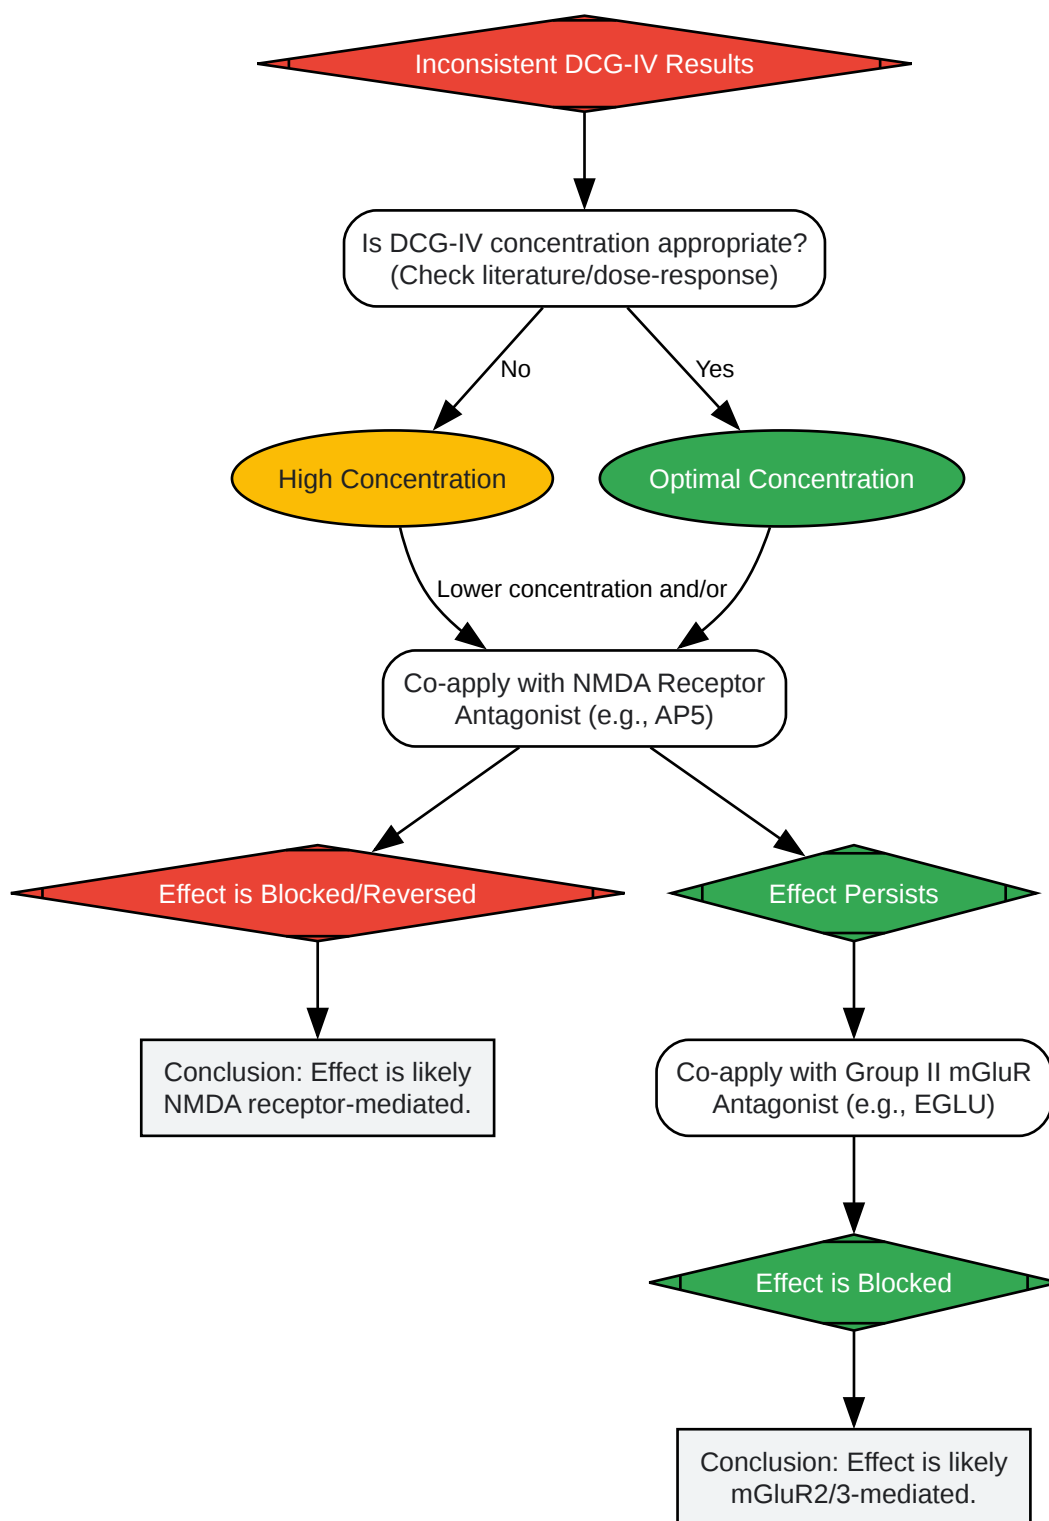 Inconsistent DCG-IV Results
Is DCG-IV concentration appropriate?
(Check literature/dose-response)
No
Yes
High Concentration
Optimal Concentration
Lower concentration and/or
Co-apply with NMDA Receptor
Antagonist (e.g., AP5)
Effect is Blocked/Reversed
Effect Persists
Conclusion: Effect is likely
NMDA receptor-mediated.
Co-apply with Group II mGluR
Antagonist (e.g., EGLU)
Effect is Blocked
Conclusion: Effect is likely
mGluR2/3-mediated.